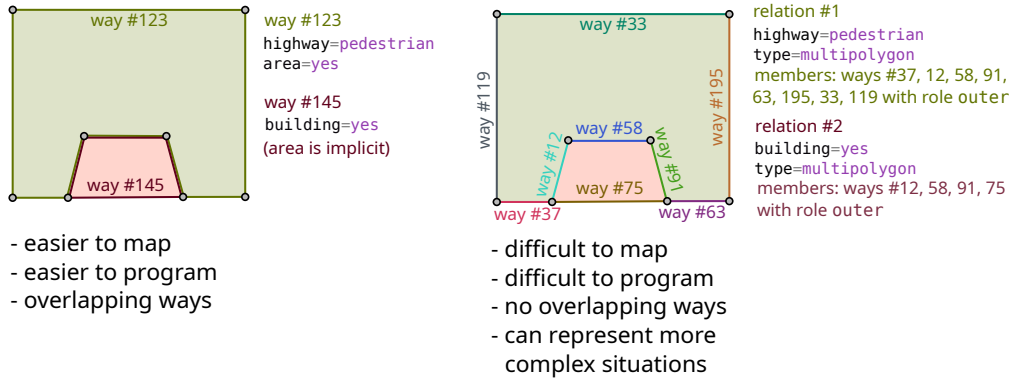 way #123
way #123
highway=pedestrian
area=yes
way #145
building=yes
(area is implicit)
way #145
- easier to map
- easier to program
- overlapping ways
way #33
way #119
way #195
way #58
way #12
way #91
way #75
way #37
way #63
relation #1
highway=pedestrian
type=multipolygon
members: ways #37, 12, 58, 91,
63, 195, 33, 119 with role outer
relation #2
building=yes
type=multipolygon
members: ways #12, 58, 91, 75
with role outer
- difficult to map
- difficult to program
- no overlapping ways
- can represent more
complex situations